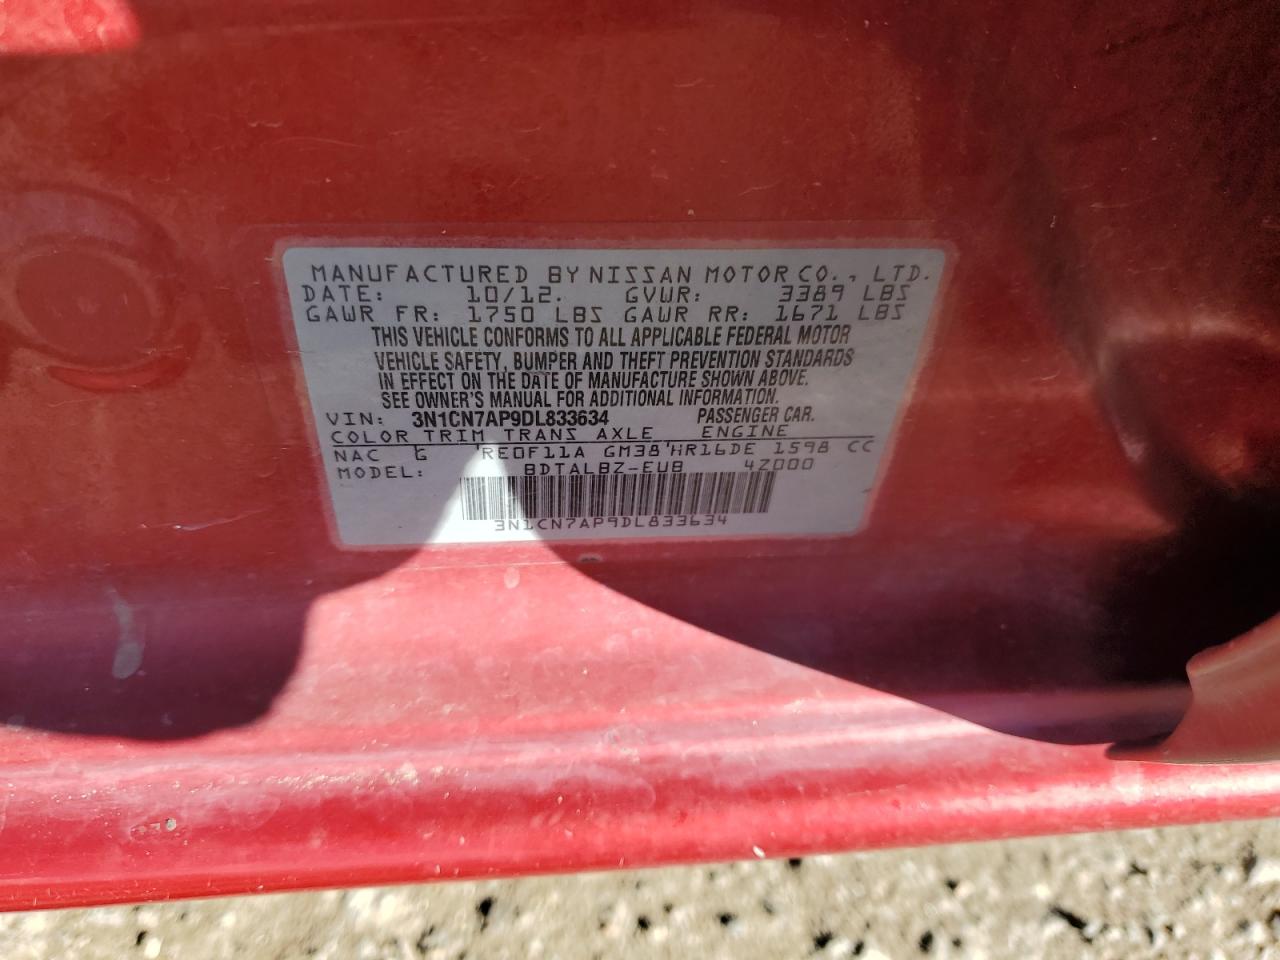 MANUFACTURED BY NISSAN MOTOR CO., LTD.
DATE: 10/12. GVWR: 3389 LBS
GAWR FR: 1750 LBS GAWR RR: 1671 LBS
THIS VEHICLE CONFORMS TO ALL APPLICABLE FEDERAL MOTOR
VEHICLE SAFETY, BUMPER AND THEFT PREVENTION STANDARDS
IN EFFECT ON THE DATE OF MANUFACTURE SHOWN ABOVE.
SEE OWNER'S MANUAL FOR ADDITIONAL INFORMATION.
VIN: 3N1CN7AP9DL833634 PASSENGER CAR.
COLOR TRIM TRANS AXLE ENGINE
NAC G RE0F11A GM38 HR16DE 1598 CC
MODEL: BDTALBZ-EUB 4Z000
3N1CN7AP9DL833634